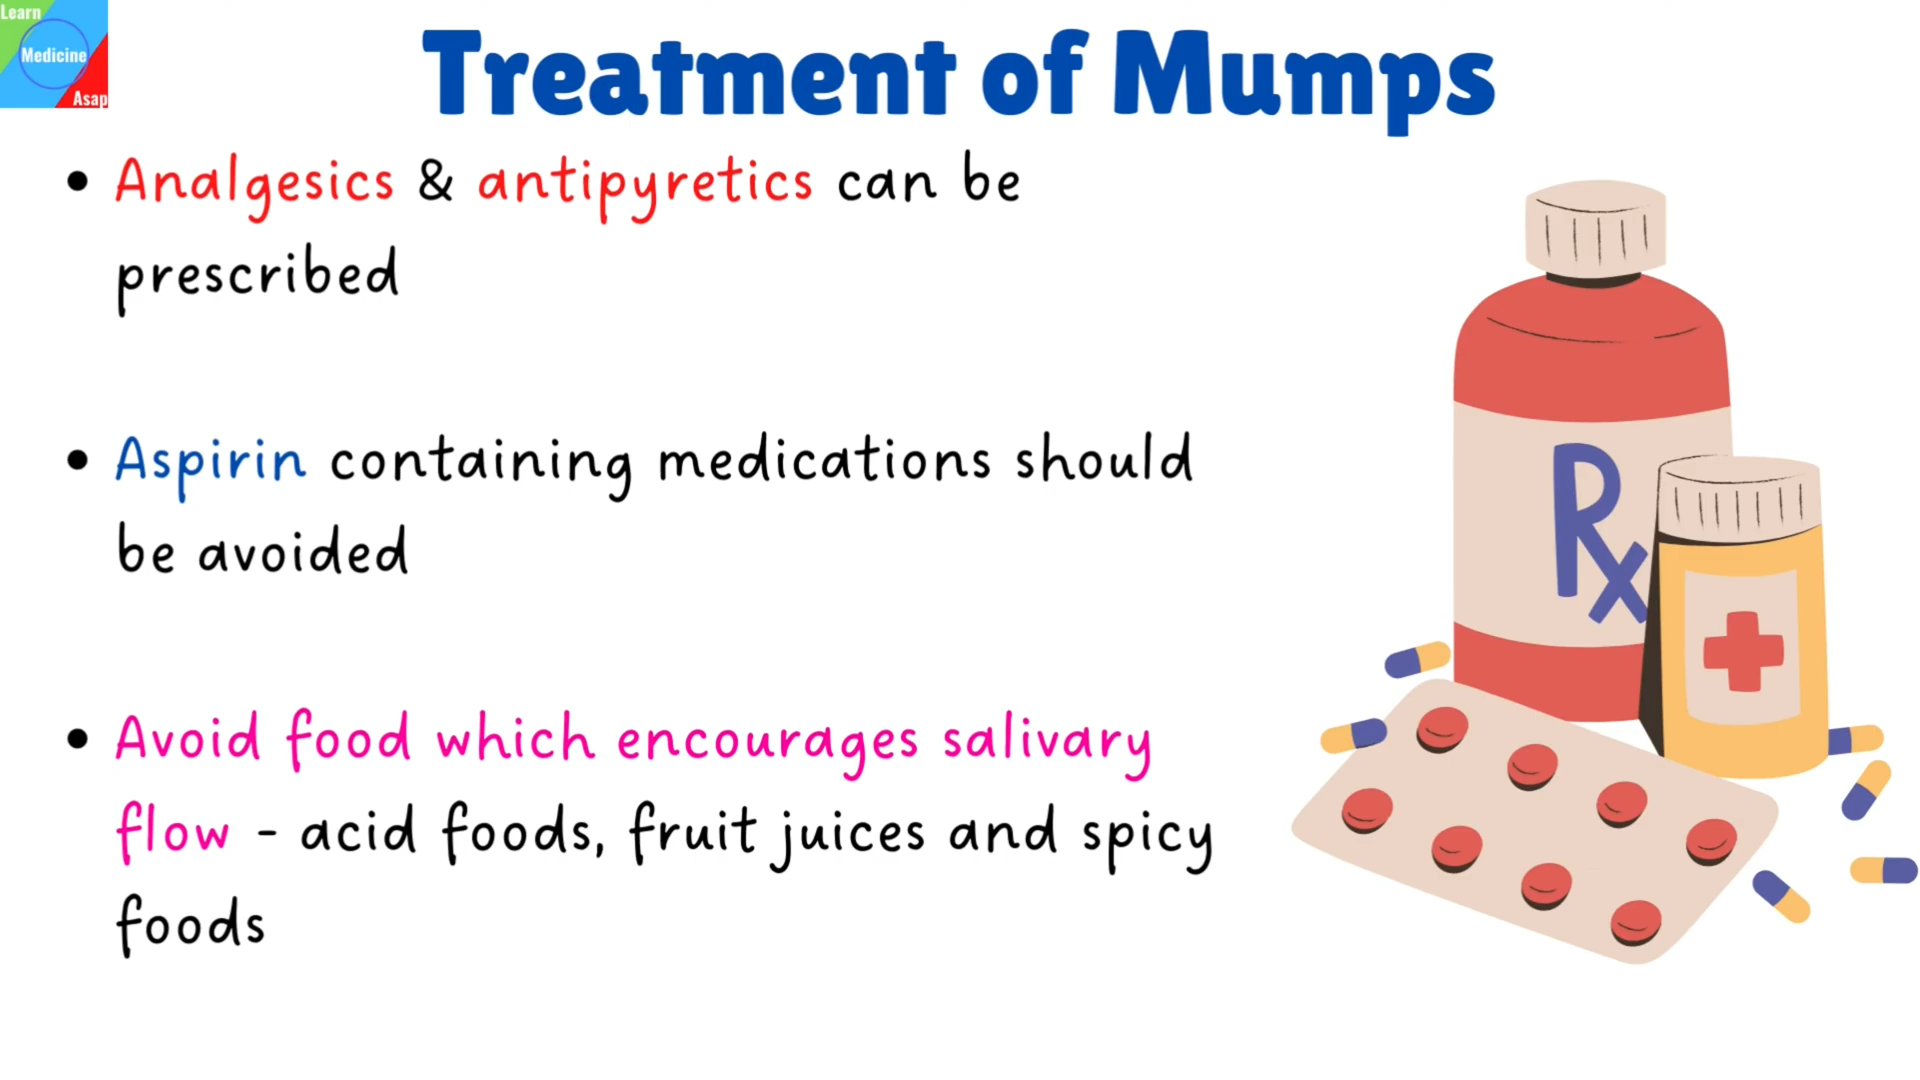 Learn
Medicine
Asap
Treatment of Mumps
• Analgesics & antipyretics can be
prescribed
• Aspirin containing medications should
be avoided
• Avoid food which encourages salivary
flow - acid foods, fruit juices and spicy
foods
Rx